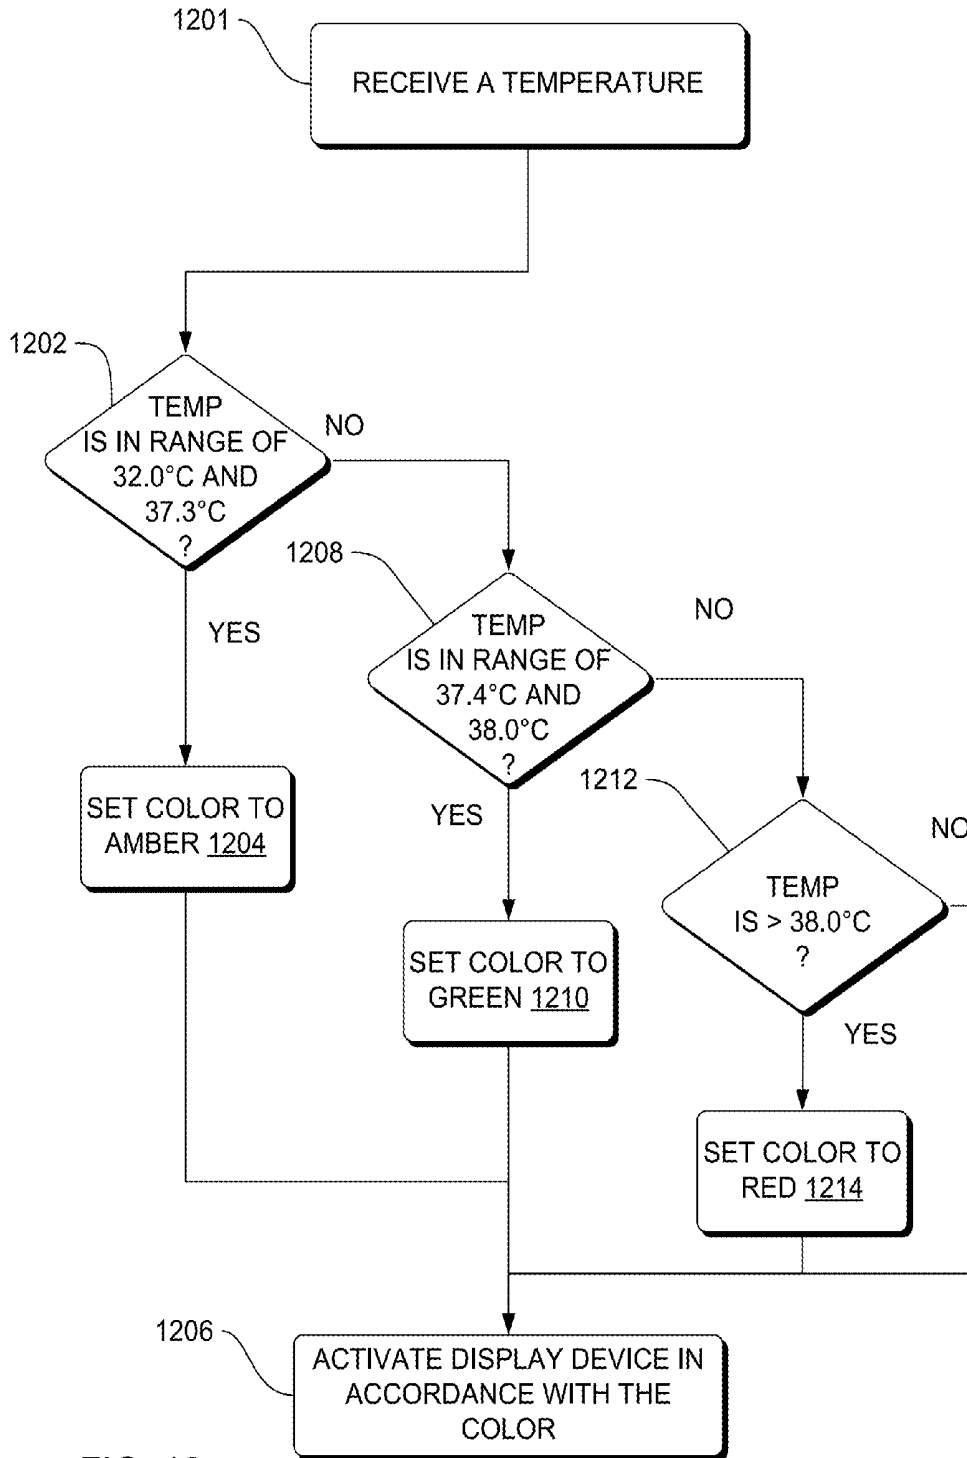 1201
RECEIVE A TEMPERATURE
1202
TEMP
IS IN RANGE OF
32.0°C AND
37.3°C
?
NO
YES
1208
TEMP
IS IN RANGE OF
37.4°C AND
38.0°C
?
NO
YES
SET COLOR TO
AMBER 1204
1212
TEMP
IS > 38.0°C
?
NO
YES
SET COLOR TO
GREEN 1210
SET COLOR TO
RED 1214
1206
ACTIVATE DISPLAY DEVICE IN
ACCORDANCE WITH THE
COLOR